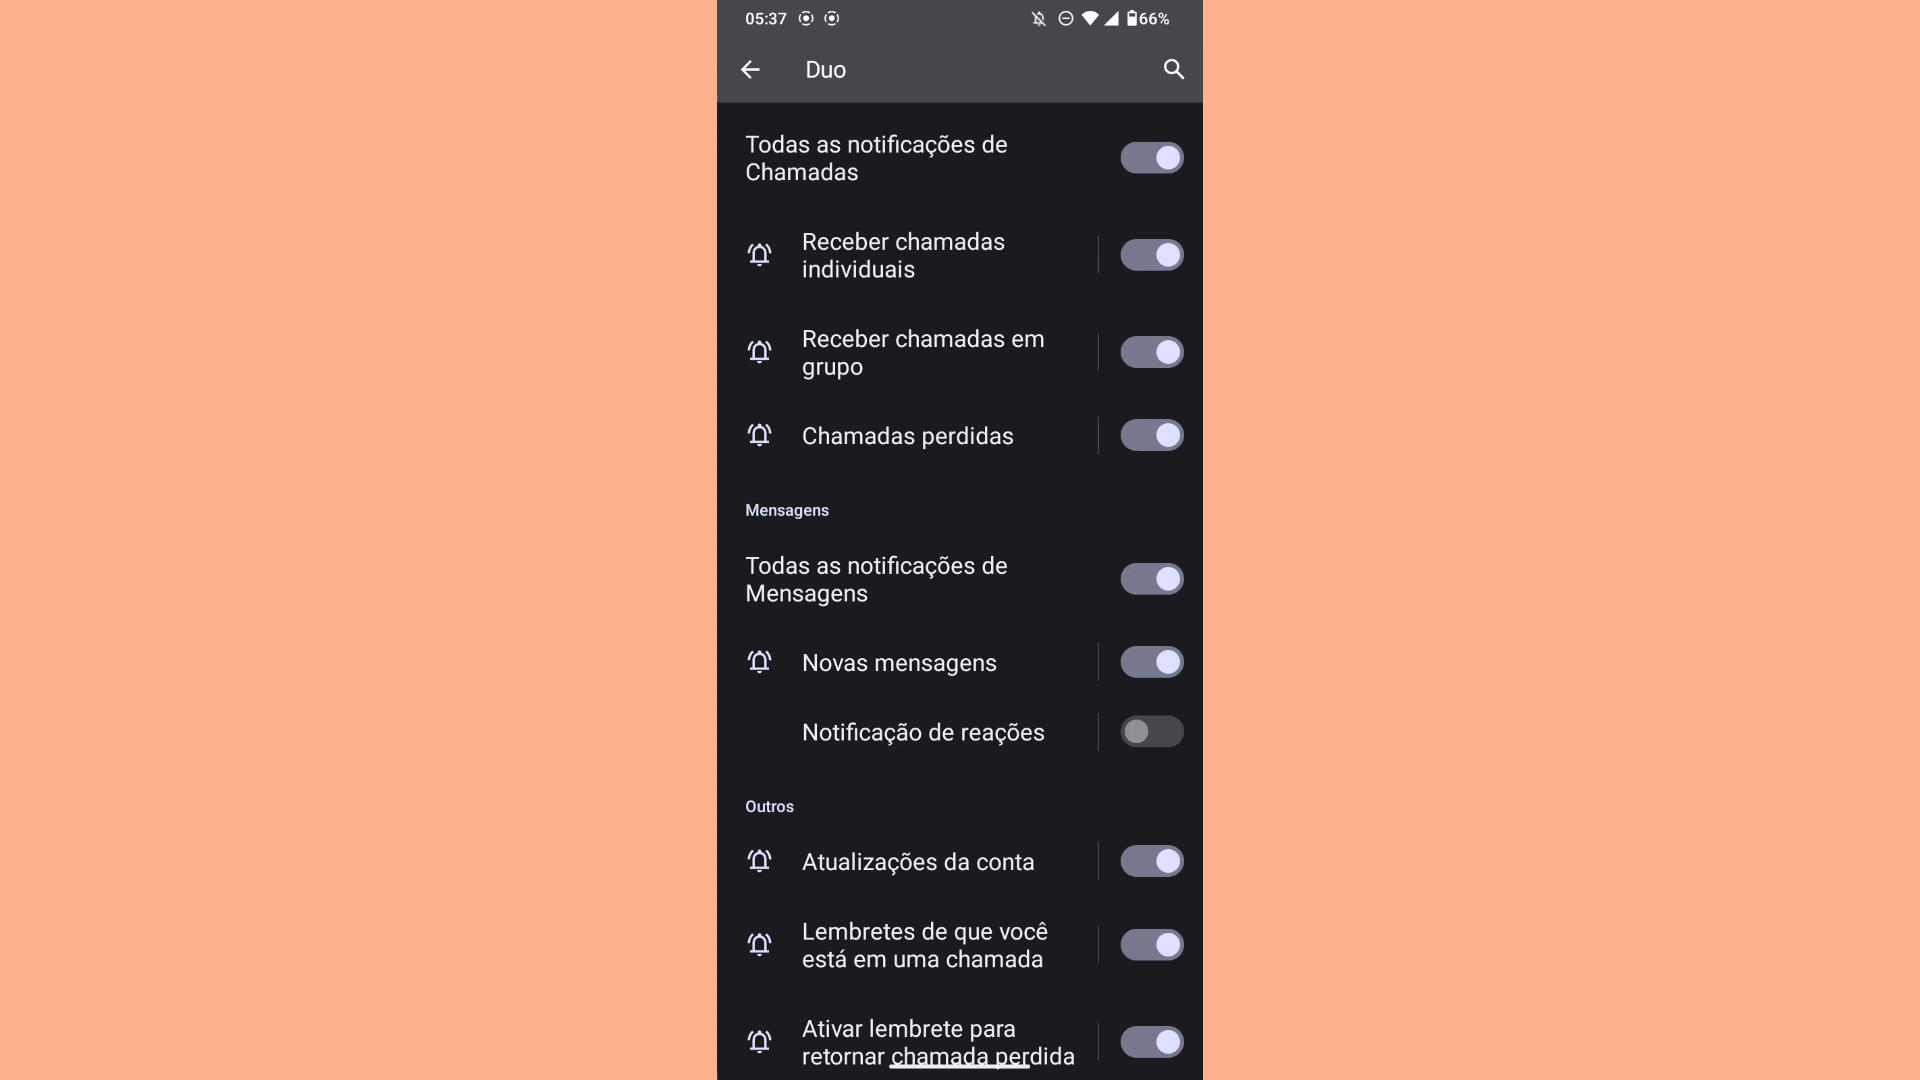 05:37
66%
Duo
Todas as notificações de
Chamadas
Receber chamadas
individuais
Receber chamadas em
grupo
Chamadas perdidas
Mensagens
Todas as notificações de
Mensagens
Novas mensagens
Notificação de reações
Outros
Atualizações da conta
Lembretes de que você
está em uma chamada
Ativar lembrete para
retornar chamada perdida